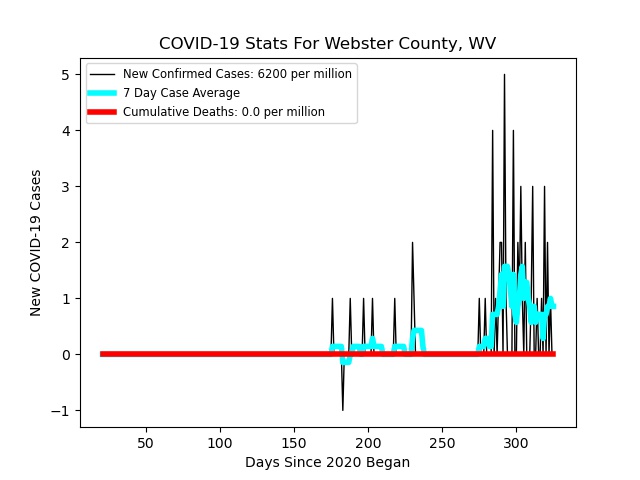 COVID-19 Stats For Webster County, WV
New Confirmed Cases: 6200 per million
7 Day Case Average
Cumulative Deaths: 0.0 per million
New COVID-19 Cases
5
4
3
2
1
0
−1
50 100 150 200 250 300
Days Since 2020 Began